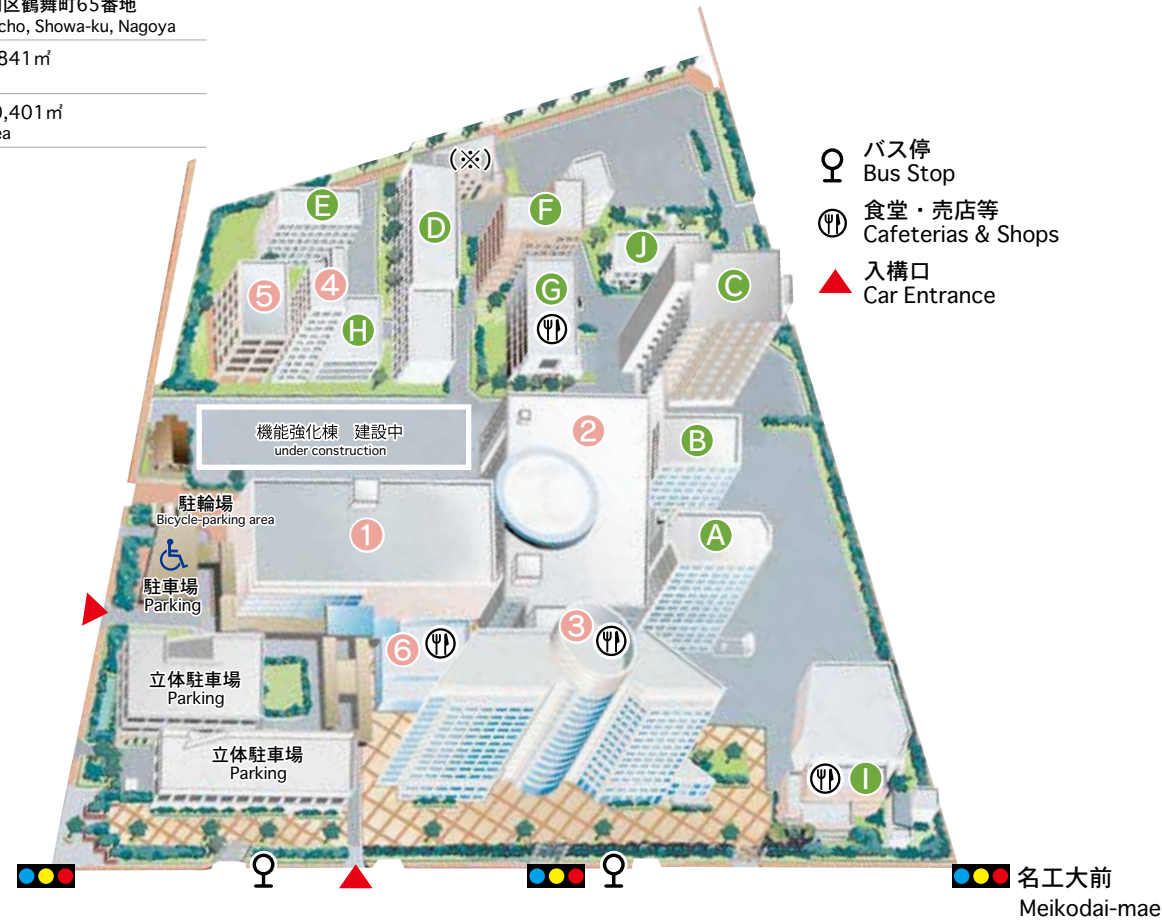 区鶴舞町65番地
cho, Showa-ku, Nagoya
841㎡
,401㎡
バス停
Bus Stop
食堂・売店等
Cafeterias & Shops
入構口
Car Entrance
(※)
E
D
F
J
C
5
4
G
H
機能強化棟 建設中
under construction
2
B
駐輪場
Bicycle-parking area
1
A
駐車場
Parking
3
6
立体駐車場
Parking
立体駐車場
Parking
I
名工大前
Meikodai-mae